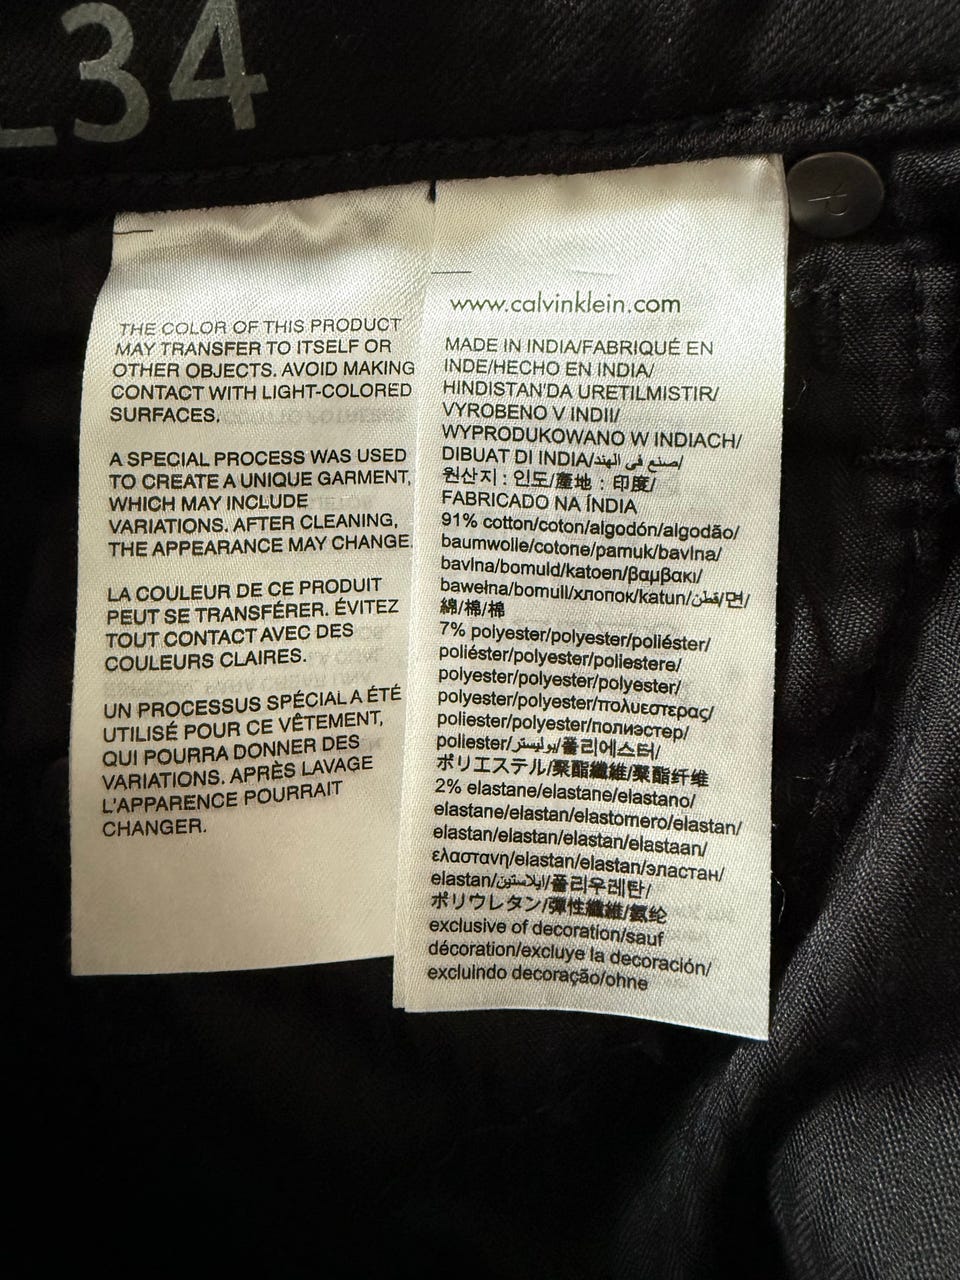 L34
THE COLOR OF THIS PRODUCT
MAY TRANSFER TO ITSELF OR
OTHER OBJECTS. AVOID MAKING
CONTACT WITH LIGHT-COLORED
SURFACES.
A SPECIAL PROCESS WAS USED
TO CREATE A UNIQUE GARMENT,
WHICH MAY INCLUDE
VARIATIONS. AFTER CLEANING,
THE APPEARANCE MAY CHANGE.
LA COULEUR DE CE PRODUIT
PEUT SE TRANSFÉRER. ÉVITEZ
TOUT CONTACT AVEC DES
COULEURS CLAIRES.
UN PROCESSUS SPÉCIAL A ÉTÉ
UTILISÉ POUR CE VÊTEMENT,
QUI POURRA DONNER DES
VARIATIONS. APRÈS LAVAGE
L'APPARENCE POURRAIT
CHANGER.
www.calvinklein.com
MADE IN INDIA/FABRIQUÉ EN
INDE/HECHO EN INDIA/
HINDISTAN'DA URETILMISTIR/
VYROBENO V INDII/
WYPRODUKOWANO W INDIACH/
DIBUAT DI INDIA/صنع في الهند/
원산지 : 인도/產地 : 印度/
FABRICADO NA ÍNDIA
91% cotton/coton/algodón/algodão/
baumwolle/cotone/pamuk/bavlna/
bavlna/bomuld/katoen/βαμβακι/
bawełna/bomull/хлопок/katun/قطن/면/
綿/棉/棉
7% polyester/polyester/poliéster/
poliéster/polyester/poliestere/
polyester/polyester/polyester/
polyester/polyester/πολυεστερας/
poliester/polyester/полиэстер/
poliester/بوليستر/폴리에스터/
ポリエステル/聚酯纖維/聚酯纤维
2% elastane/elastane/elastano/
elastane/elastan/elastomero/elastan/
elastan/elastan/elastan/elastaan/
ελαστανη/elastan/elastan/эластан/
elastan/ايلاستين/폴리우레탄/
ポリウレタン/彈性纖維/氨纶
exclusive of decoration/sauf
décoration/excluye la decoración/
excluindo decoração/ohne